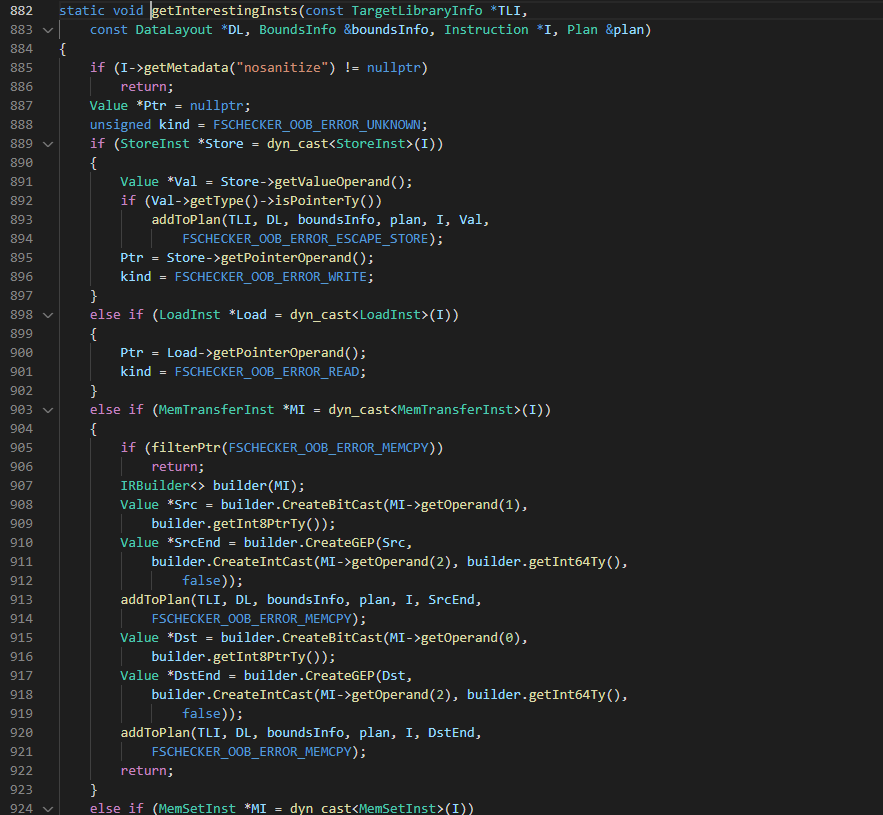 882 static void getInterestingInsts(const TargetLibraryInfo *TLI,
883     const DataLayout *DL, BoundsInfo &boundsInfo, Instruction *I, Plan &plan)
884 {
885     if (I->getMetadata("nosanitize") != nullptr)
886         return;
887     Value *Ptr = nullptr;
888     unsigned kind = FSCHECKER_OOB_ERROR_UNKNOWN;
889     if (StoreInst *Store = dyn_cast<StoreInst>(I))
890     {
891         Value *Val = Store->getValueOperand();
892         if (Val->getType()->isPointerTy())
893             addToPlan(TLI, DL, boundsInfo, plan, I, Val,
894                 FSCHECKER_OOB_ERROR_ESCAPE_STORE);
895         Ptr = Store->getPointerOperand();
896         kind = FSCHECKER_OOB_ERROR_WRITE;
897     }
898     else if (LoadInst *Load = dyn_cast<LoadInst>(I))
899     {
900         Ptr = Load->getPointerOperand();
901         kind = FSCHECKER_OOB_ERROR_READ;
902     }
903     else if (MemTransferInst *MI = dyn_cast<MemTransferInst>(I))
904     {
905         if (filterPtr(FSCHECKER_OOB_ERROR_MEMCPY))
906             return;
907         IRBuilder<> builder(MI);
908         Value *Src = builder.CreateBitCast(MI->getOperand(1),
909             builder.getInt8PtrTy());
910         Value *SrcEnd = builder.CreateGEP(Src,
911             builder.CreateIntCast(MI->getOperand(2), builder.getInt64Ty(),
912                 false));
913         addToPlan(TLI, DL, boundsInfo, plan, I, SrcEnd,
914             FSCHECKER_OOB_ERROR_MEMCPY);
915         Value *Dst = builder.CreateBitCast(MI->getOperand(0),
916             builder.getInt8PtrTy());
917         Value *DstEnd = builder.CreateGEP(Dst,
918             builder.CreateIntCast(MI->getOperand(2), builder.getInt64Ty(),
919                 false));
920         addToPlan(TLI, DL, boundsInfo, plan, I, DstEnd,
921             FSCHECKER_OOB_ERROR_MEMCPY);
922         return;
923     }
924     else if (MemSetInst *MI = dyn_cast<MemSetInst>(I))